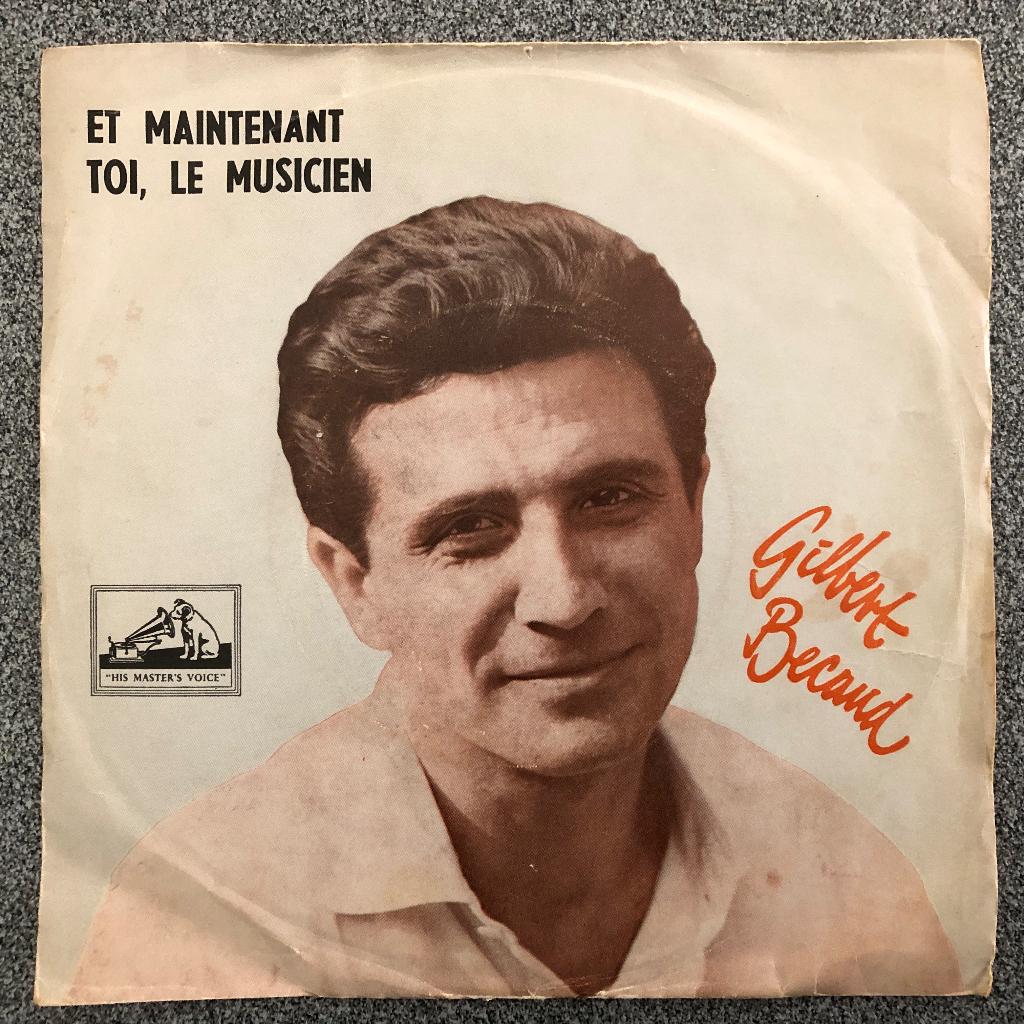 ET MAINTENANT
TOI, LE MUSICIEN
Gilbert
Becaud
"HIS MASTER'S VOICE"